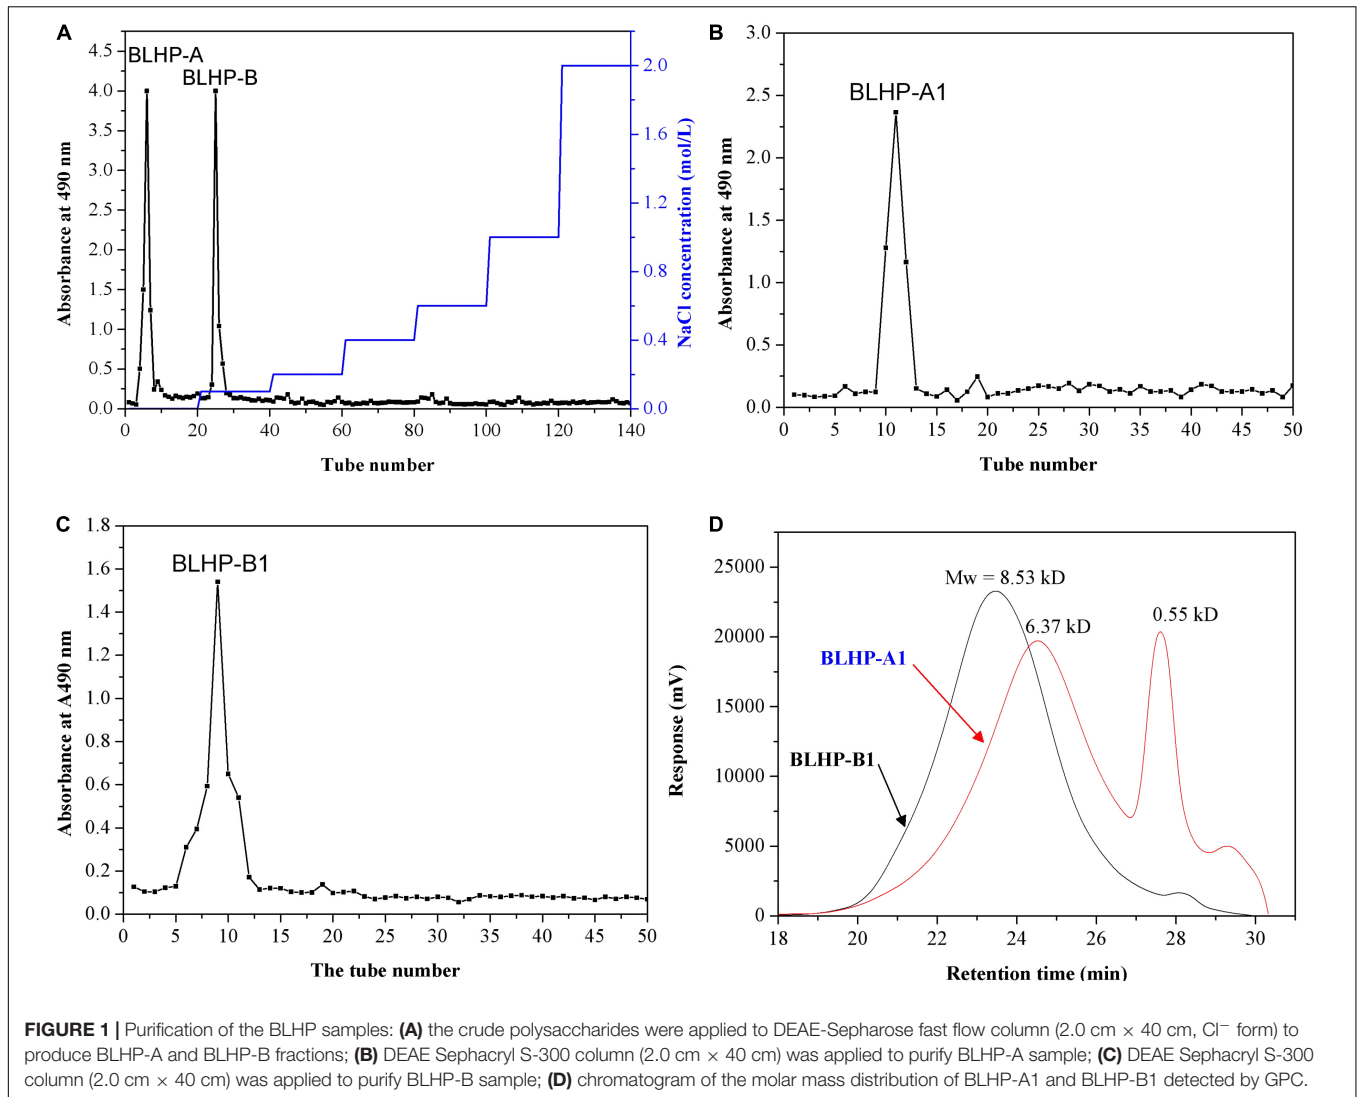 A
BLHP-A
BLHP-B
4.5
4.0
3.5
3.0
2.5
2.0
1.5
1.0
0.5
0.0
Absorbance at 490 nm
0 20 40 60 80 100 120 140
Tube number
2.0
1.6
1.2
0.8
0.4
0.0
NaCl concentration (mol/L)
B
BLHP-A1
3.0
2.5
2.0
1.5
1.0
0.5
0.0
Absorbance at 490 nm
0 5 10 15 20 25 30 35 40 45 50
Tube number
C
BLHP-B1
1.8
1.6
1.4
1.2
1.0
0.8
0.6
0.4
0.2
0.0
Absorbance at A490 nm
0 5 10 15 20 25 30 35 40 45 50
The tube number
D
Mw = 8.53 kD
6.37 kD
0.55 kD
BLHP-A1
BLHP-B1
25000
20000
15000
10000
5000
0
Response (mV)
18 20 22 24 26 28 30
Retention time (min)
FIGURE 1 | Purification of the BLHP samples: (A) the crude polysaccharides were applied to DEAE-Sepharose fast flow column (2.0 cm × 40 cm, Cl⁻ form) to
produce BLHP-A and BLHP-B fractions; (B) DEAE Sephacryl S-300 column (2.0 cm × 40 cm) was applied to purify BLHP-A sample; (C) DEAE Sephacryl S-300
column (2.0 cm × 40 cm) was applied to purify BLHP-B sample; (D) chromatogram of the molar mass distribution of BLHP-A1 and BLHP-B1 detected by GPC.